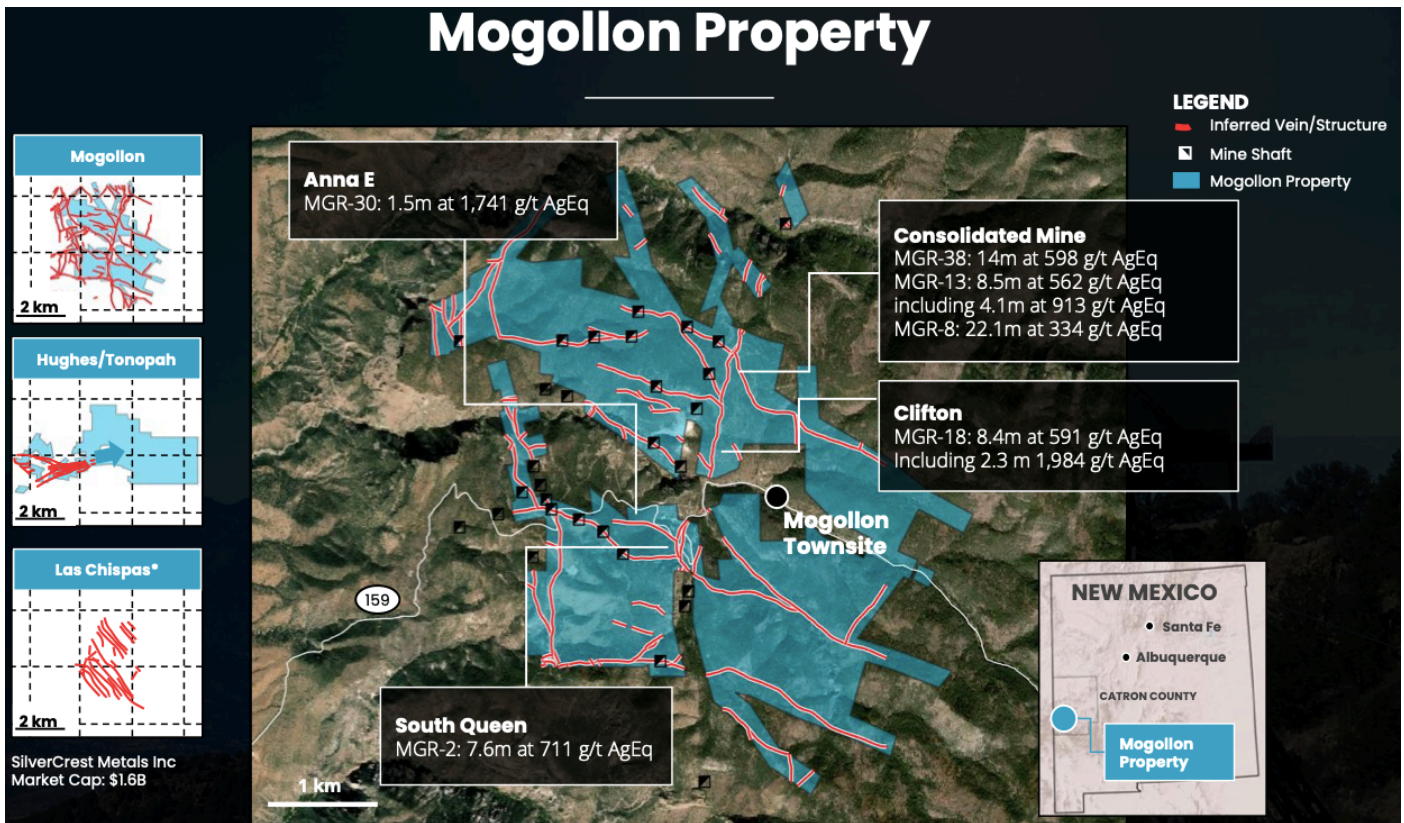 Mogollon Property
LEGEND
Inferred Vein/Structure
Mine Shaft
Mogollon Property
Mogollon
2 km
Hughes/Tonopah
2 km
Las Chispas*
2 km
SilverCrest Metals Inc
Market Cap: $1.6B
Anna E
MGR-30: 1.5m at 1,741 g/t AgEq
Consolidated Mine
MGR-38: 14m at 598 g/t AgEq
MGR-13: 8.5m at 562 g/t AgEq
including 4.1m at 913 g/t AgEq
MGR-8: 22.1m at 334 g/t AgEq
Clifton
MGR-18: 8.4m at 591 g/t AgEq
Including 2.3 m 1,984 g/t AgEq
Mogollon
Townsite
159
South Queen
MGR-2: 7.6m at 711 g/t AgEq
1 km
NEW MEXICO
Santa Fe
Albuquerque
CATRON COUNTY
Mogollon
Property